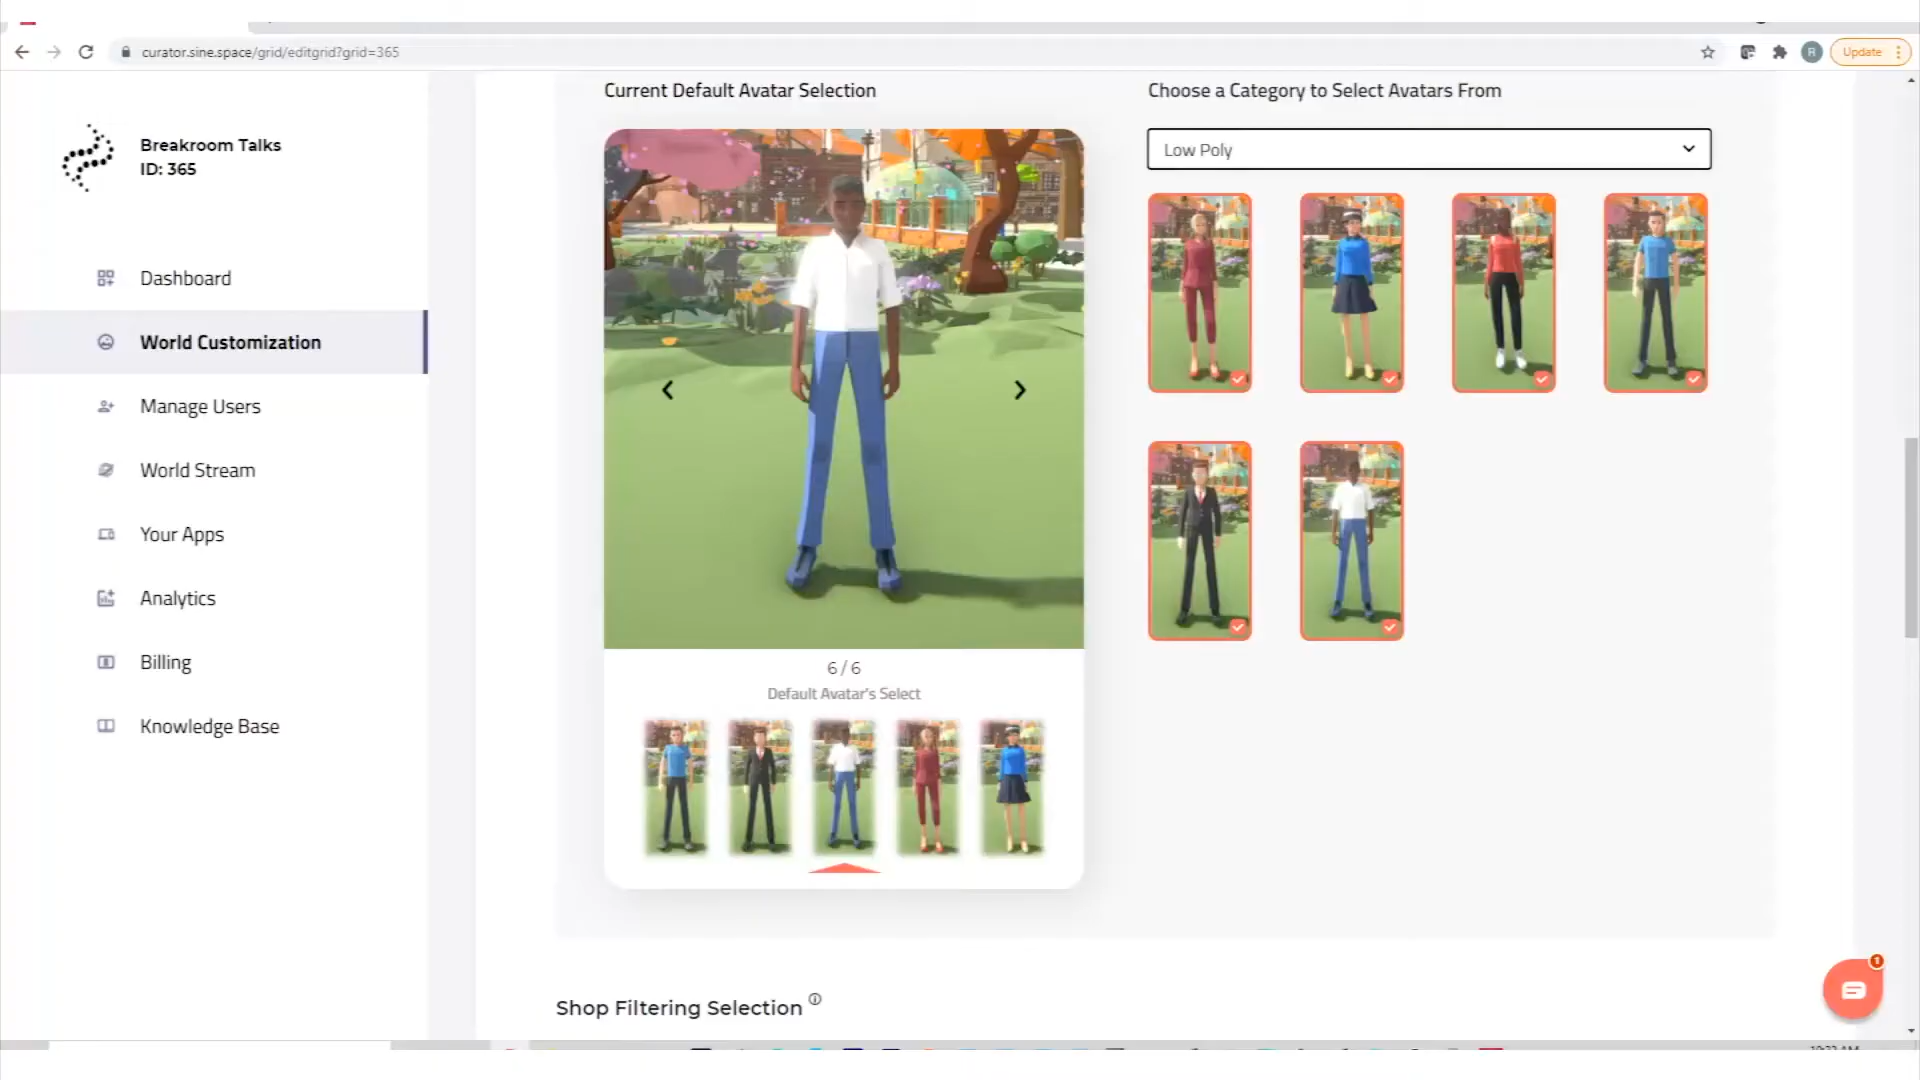 curator.sine.space/grid/editgrid?grid=365
R
Update
Current Default Avatar Selection
Choose a Category to Select Avatars From
Breakroom Talks
ID: 365
Low Poly
Dashboard
World Customization
Manage Users
World Stream
Your Apps
Analytics
Billing
Knowledge Base
6 / 6
Default Avatar's Select
1
Shop Filtering Selection